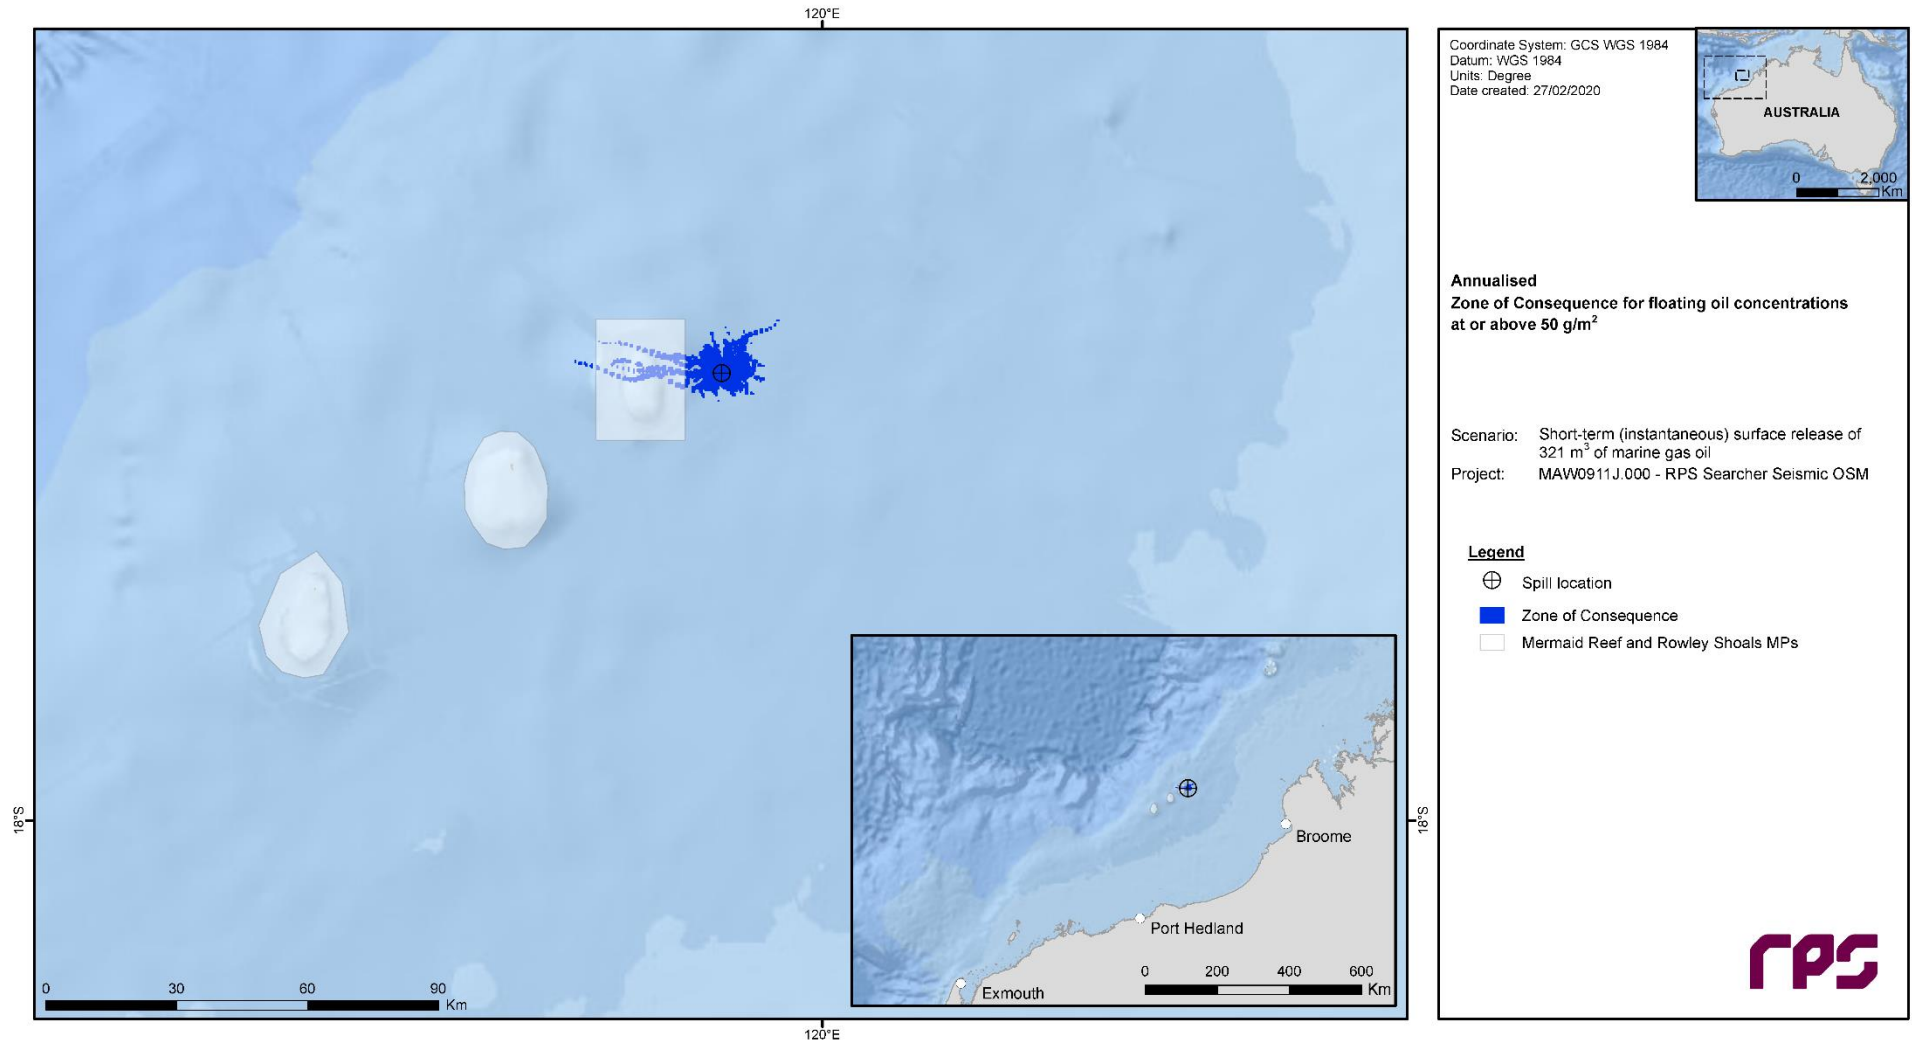 120°E
18°S
18°S
120°E
0 30 60 90
Km
Broome
Port Hedland
Exmouth
0 200 400 600
Km
Coordinate System: GCS WGS 1984
Datum: WGS 1984
Units: Degree
Date created: 27/02/2020
AUSTRALIA
0 2,000
Km
Annualised
Zone of Consequence for floating oil concentrations
at or above 50 g/m²
Scenario: Short-term (instantaneous) surface release of
321 m³ of marine gas oil
Project: MAW0911J.000 - RPS Searcher Seismic OSM
Legend
Spill location
Zone of Consequence
Mermaid Reef and Rowley Shoals MPs
rps